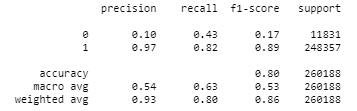 precision recall f1-score support
0 0.10 0.43 0.17 11831
1 0.97 0.82 0.89 248357
accuracy 0.80 260188
macro avg 0.54 0.63 0.53 260188
weighted avg 0.93 0.80 0.86 260188